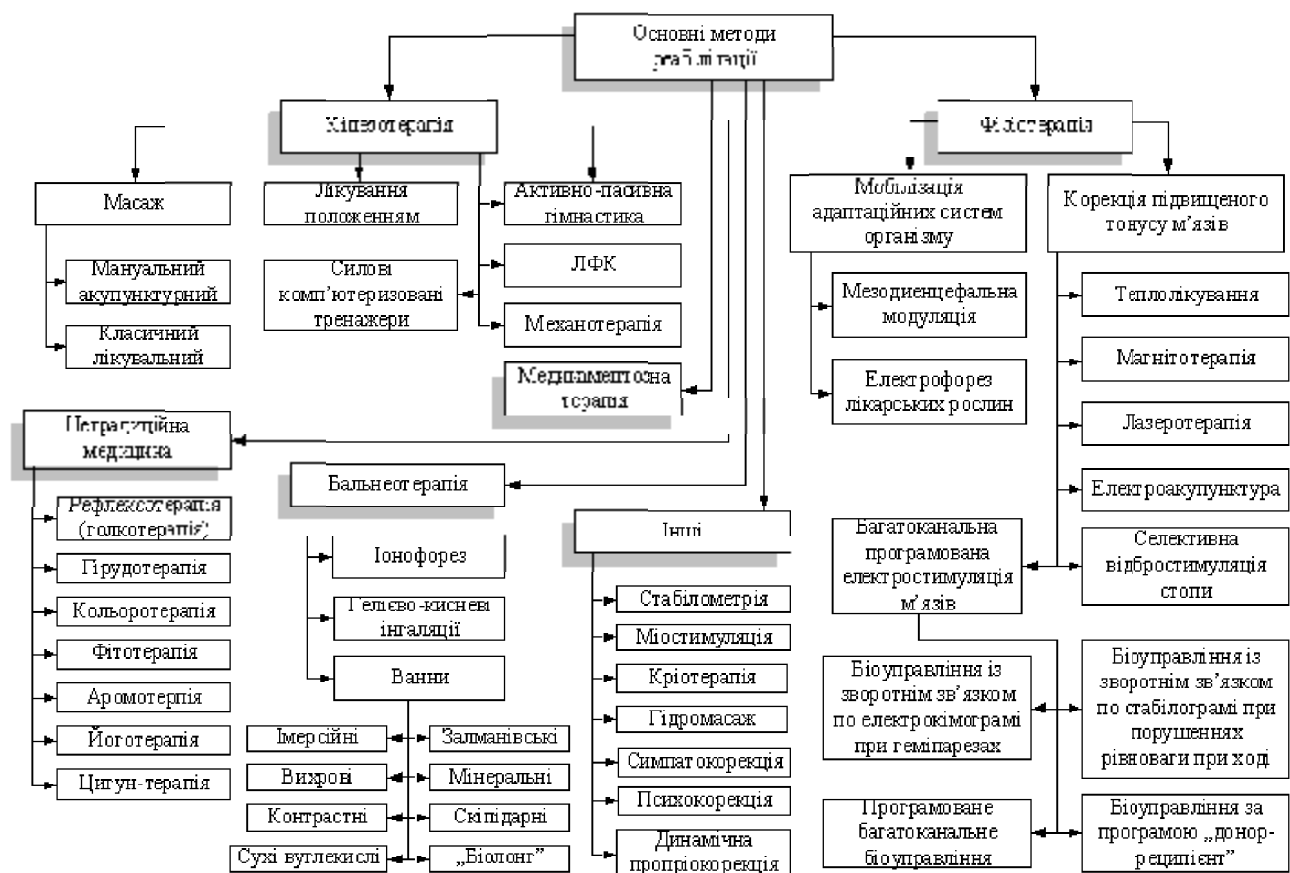 Основні методи
реабілітації
Кінезотерапія
Фізіотерапія
Масаж
Мануальний
акупунктурний
Класичний
лікувальний
Лікування
положенням
Силові
комп’ютеризовані
тренажери
Активно-пасивна
гімнастика
ЛФК
Механотерапія
Медикаментозна
терапія
Мобілізація
адаптаційних систем
організму
Мезодиенцефальна
модуляція
Електрофорез
лікарських рослин
Корекція підвищеного
тонусу м’язів
Теплолікування
Магнітотерапія
Лазеротерапія
Електроакупунктура
Селективна
відбростимуляція
стопи
Багатоканальна
програмована
електростимуляція
м’язів
Біоуправління із
зворотнім зв’язком
по електрокімограмі
при геміпарезах
Біоуправління із
зворотнім зв’язком
по стабілограмі при
порушеннях
рівноваги при ході
Програмоване
багатоканальне
біоуправління
Біоуправління за
програмою „донор-
реципієнт”
Нетрадиційна
медицина
Рефлексотерапія
(голкотерапія)
Гірудотерапія
Кольоротерапія
Фітотерапія
Аромотерпія
Йоготерапія
Цигун-терапія
Бальнеотерапія
Іонофорез
Гелієво-кисневі
інгаляції
Ванни
Імерсійні
Залманівські
Вихрові
Мінеральні
Контрастні
Скіпідарні
Сухі вуглекислі
„Біолонг”
Інші
Стабілометрія
Міостимуляція
Кріотерапія
Гідромасаж
Симпатокорекція
Психокорекція
Динамічна
пропріокорекція